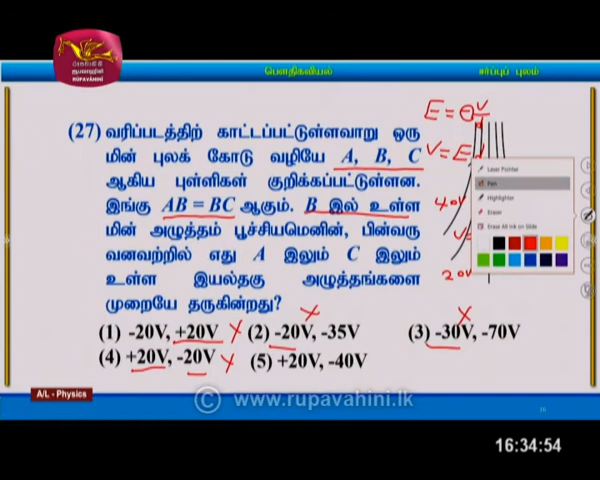 RUPAVAHINI
பௌதிகவியல்
ஈர்ப்புப் புலம்
(27) வரிப்படத்திற் காட்டப்பட்டுள்ளவாறு ஒரு
மின் புலக் கோடு வழியே A, B, C
ஆகிய புள்ளிகள் குறிக்கப்பட்டுள்ளன.
இங்கு AB = BC ஆகும். B இல் உள்ள
மின் அழுத்தம் பூச்சியமெனின், பின்வரு
வனவற்றில் எது A இலும் C இலும்
உள்ள இயல்தகு அழுத்தங்களை
முறையே தருகின்றது?
(1) -20V, +20V (2) -20V, -35V (3) -30V, -70V
(4) +20V, -20V (5) +20V, -40V
Laser Pointer
Pen
Highlighter
Eraser
Erase All Ink on Slide
40V
20V
A/L - Physics
© www.rupavahini.lk
16
16:34:54